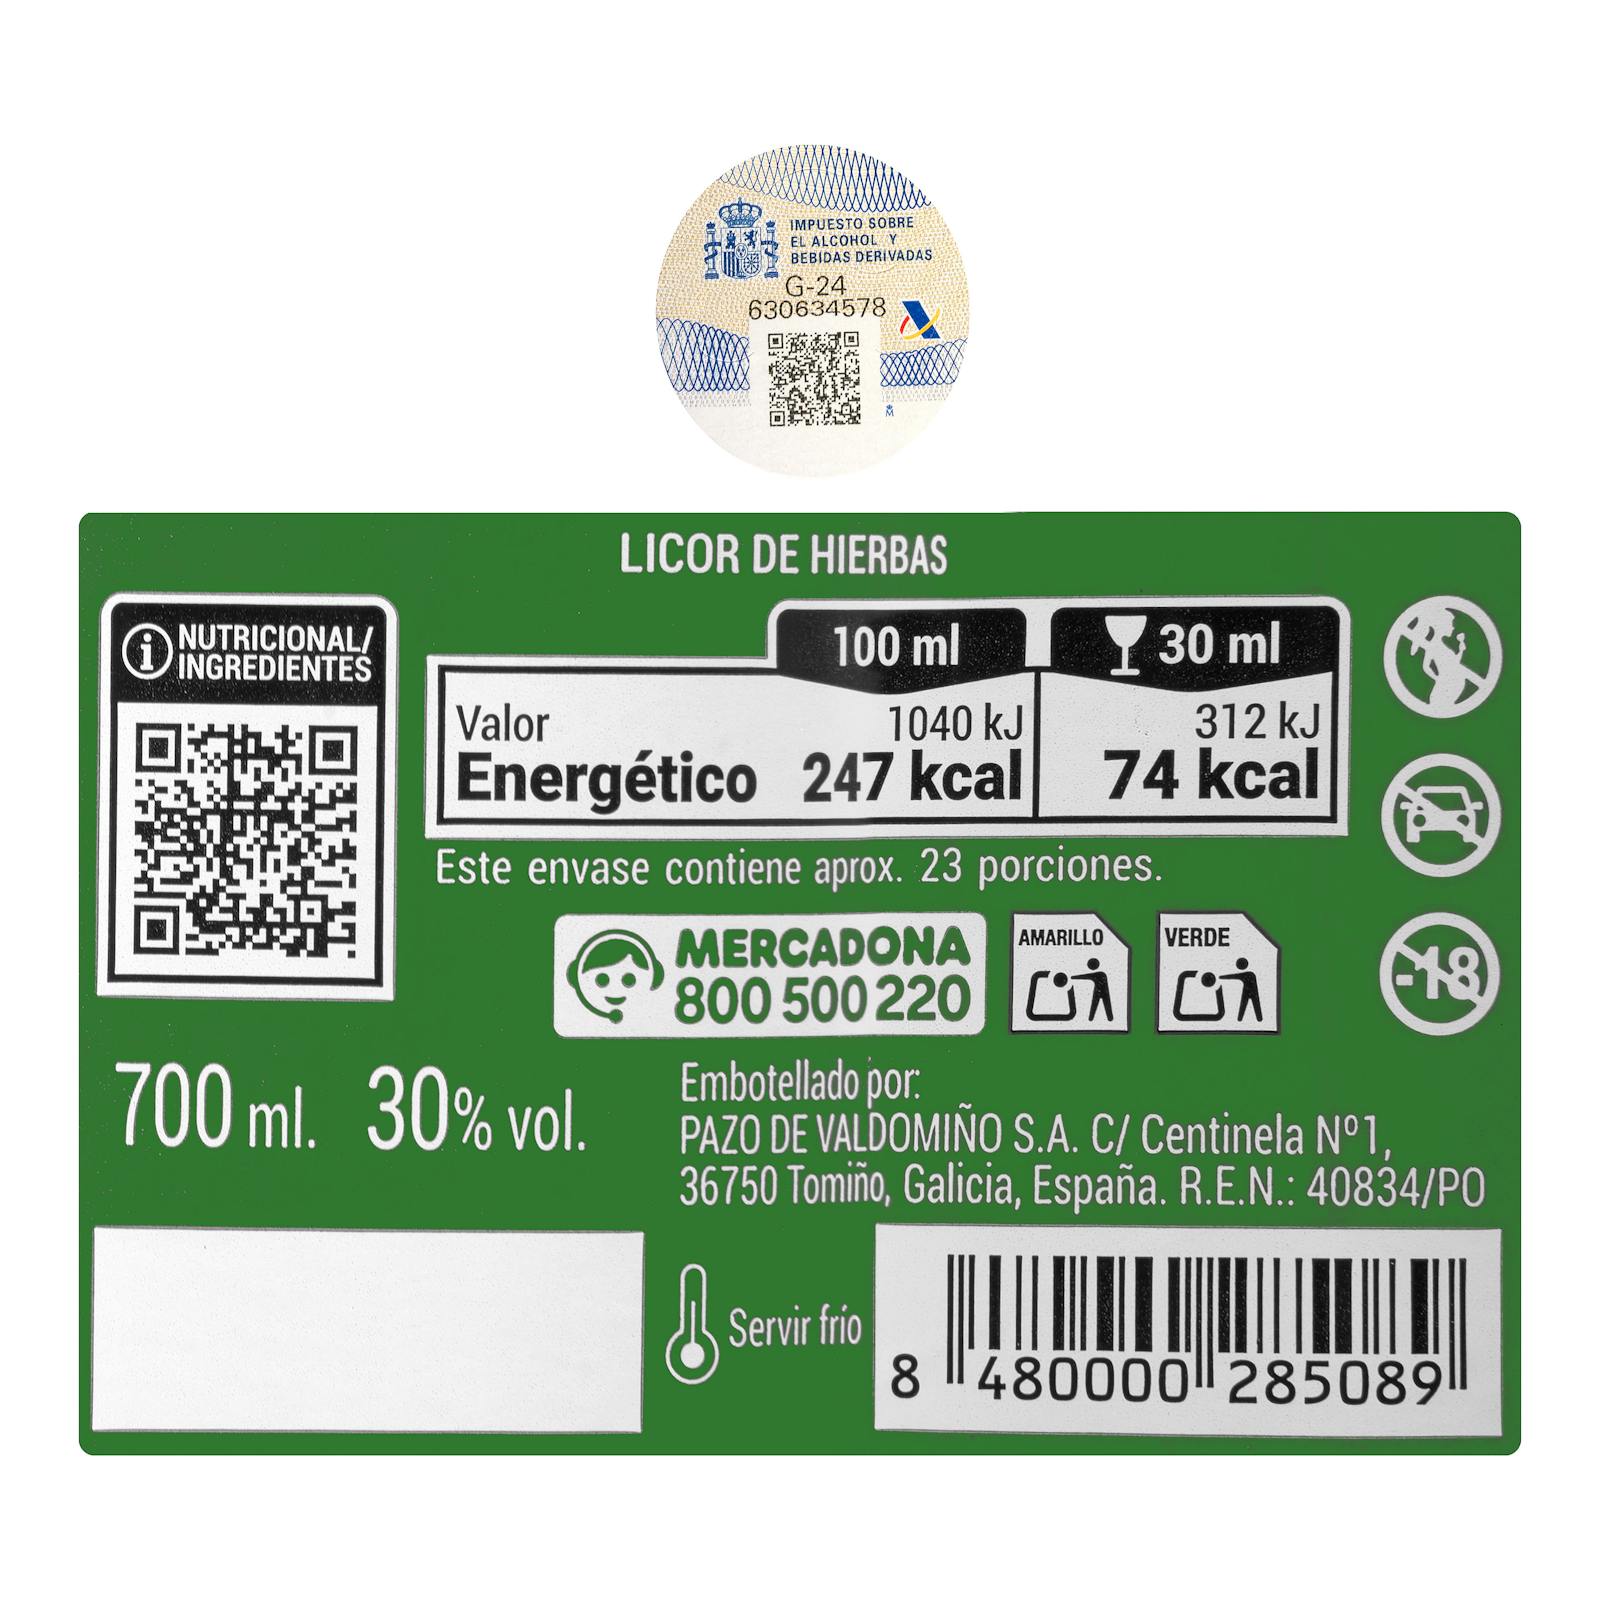 IMPUESTO SOBRE
EL ALCOHOL Y
BEBIDAS DERIVADAS
G-24
630634578
M
LICOR DE HIERBAS
i NUTRICIONAL/
INGREDIENTES
100 ml
30 ml
Valor
Energético
1040 kJ
247 kcal
312 kJ
74 kcal
Este envase contiene aprox. 23 porciones.
MERCADONA
800 500 220
AMARILLO
VERDE
-18
700 ml. 30% vol.
Embotellado por:
PAZO DE VALDOMIÑO S.A. C/ Centinela Nº1,
36750 Tomiño, Galicia, España. R.E.N.: 40834/PO
Servir frío
8 480000 285089